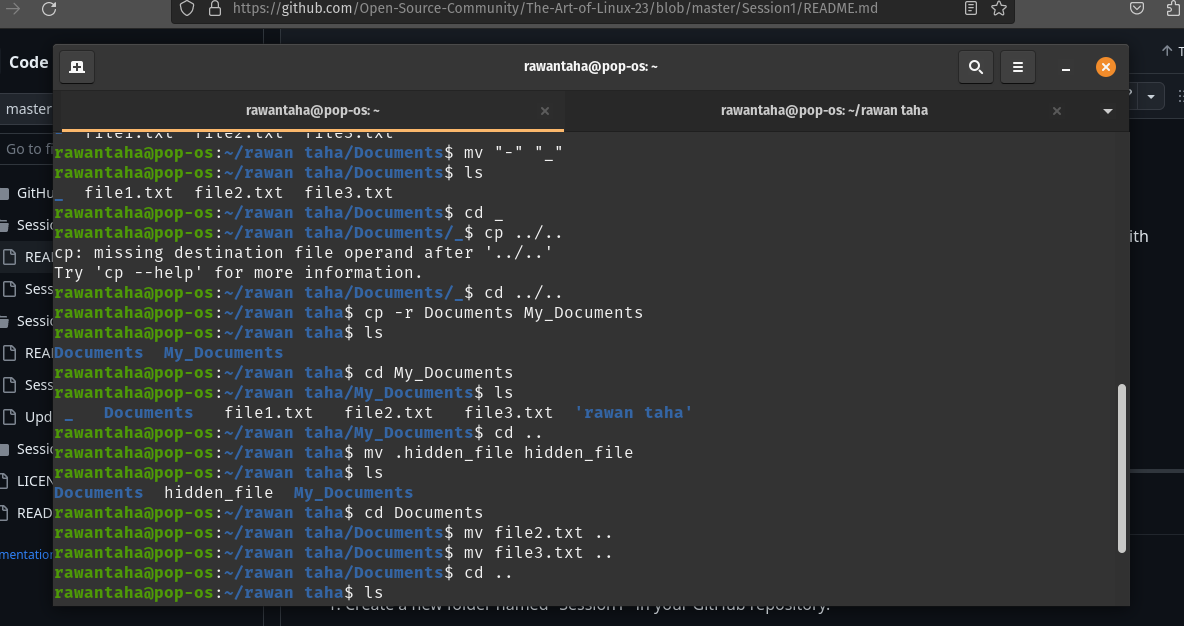 https://github.com/Open-Source-Community/The-Art-of-Linux-23/blob/master/Session1/README.md
Code
rawantaha@pop-os: ~
master
rawantaha@pop-os: ~
rawantaha@pop-os: ~/rawan taha
Go to
file1.txt file2.txt file3.txt
rawantaha@pop-os:~/rawan taha/Documents$ mv "-" "_"
rawantaha@pop-os:~/rawan taha/Documents$ ls
_ file1.txt file2.txt file3.txt
rawantaha@pop-os:~/rawan taha/Documents$ cd _
rawantaha@pop-os:~/rawan taha/Documents/_$ cp ../..
cp: missing destination file operand after '../..'
Try 'cp --help' for more information.
rawantaha@pop-os:~/rawan taha/Documents/_$ cd ../..
rawantaha@pop-os:~/rawan taha$ cp -r Documents My_Documents
rawantaha@pop-os:~/rawan taha$ ls
Documents My_Documents
rawantaha@pop-os:~/rawan taha$ cd My_Documents
rawantaha@pop-os:~/rawan taha/My_Documents$ ls
_ Documents file1.txt file2.txt file3.txt 'rawan taha'
rawantaha@pop-os:~/rawan taha/My_Documents$ cd ..
rawantaha@pop-os:~/rawan taha$ mv .hidden_file hidden_file
rawantaha@pop-os:~/rawan taha$ ls
Documents hidden_file My_Documents
rawantaha@pop-os:~/rawan taha$ cd Documents
rawantaha@pop-os:~/rawan taha/Documents$ mv file2.txt ..
rawantaha@pop-os:~/rawan taha/Documents$ mv file3.txt ..
rawantaha@pop-os:~/rawan taha/Documents$ cd ..
rawantaha@pop-os:~/rawan taha$ ls
GitHu
Sessi
REA
Sess
Sessi
REA
Sess
Upd
Sessi
LICEN
READ
mentation
ith
1. Create a new folder named "Session1" in your GitHub repository.